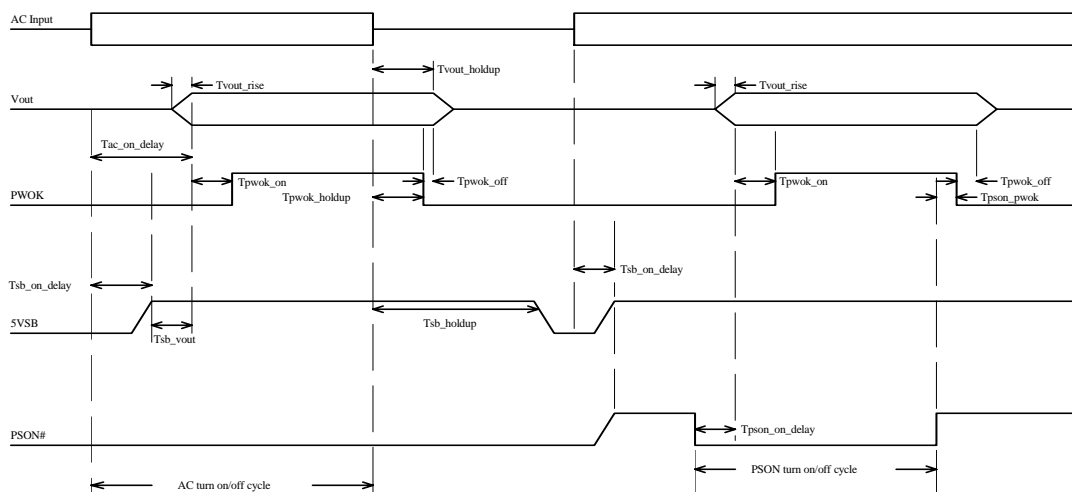 AC Input
Tvout_holdup
Tvout_rise
Tvout_rise
Vout
Tac_on_delay
Tpwok_on
Tpwok_off
Tpwok_on
Tpwok_off
PWOK
Tpwok_holdup
Tpson_pwok
Tsb_on_delay
Tsb_on_delay
5VSB
Tsb_vout
Tsb_holdup
PSON#
Tpson_on_delay
AC turn on/off cycle
PSON turn on/off cycle